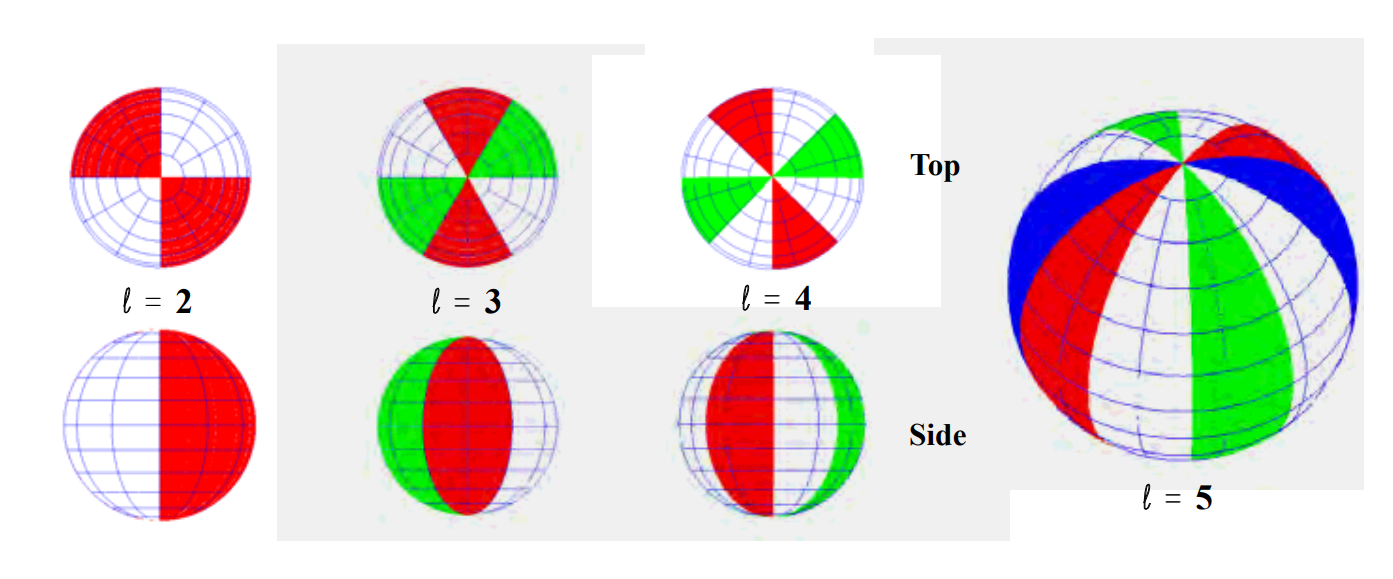 Top
ℓ = 2
ℓ = 3
ℓ = 4
Side
ℓ = 5